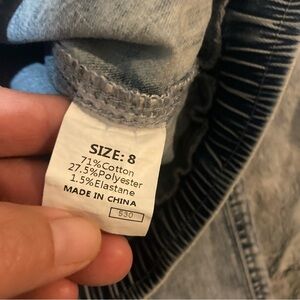 SIZE: 8
71%Cotton
27.5%Polyester
1.5%Elastane
MADE IN CHINA
530